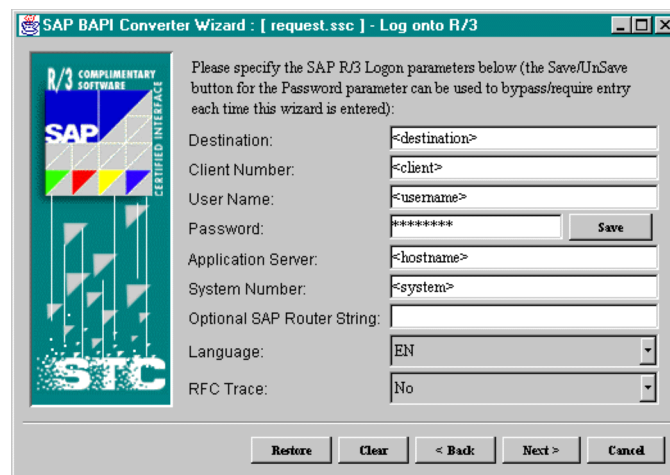 SAP BAPI Converter Wizard : [ request.ssc ] - Log onto R/3
R/3 COMPLIMENTARY
SOFTWARE
SAP
CERTIFIED INTERFACE
STC
Please specify the SAP R/3 Logon parameters below (the Save/UnSave
button for the Password parameter can be used to bypass/require entry
each time this wizard is entered):
Destination: <destination>
Client Number: <client>
User Name: <username>
Password: ******** Save
Application Server: <hostname>
System Number: <system>
Optional SAP Router String:
Language: EN
RFC Trace: No
Restore Clear < Back Next > Cancel